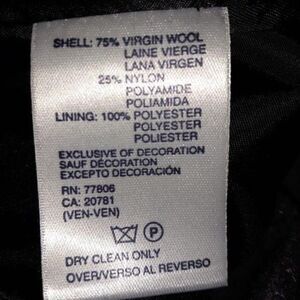 SHELL: 75% VIRGIN WOOL
LAINE VIERGE
LANA VIRGEN
25% NYLON
POLYAMIDE
POLIAMIDA
LINING: 100% POLYESTER
POLYESTER
POLIESTER
EXCLUSIVE OF DECORATION
SAUF DÉCORATION
EXCEPTO DECORACIÓN
RN: 77806
CA: 20781
(VEN-VEN)
P
DRY CLEAN ONLY
OVER/VERSO AL REVERSO